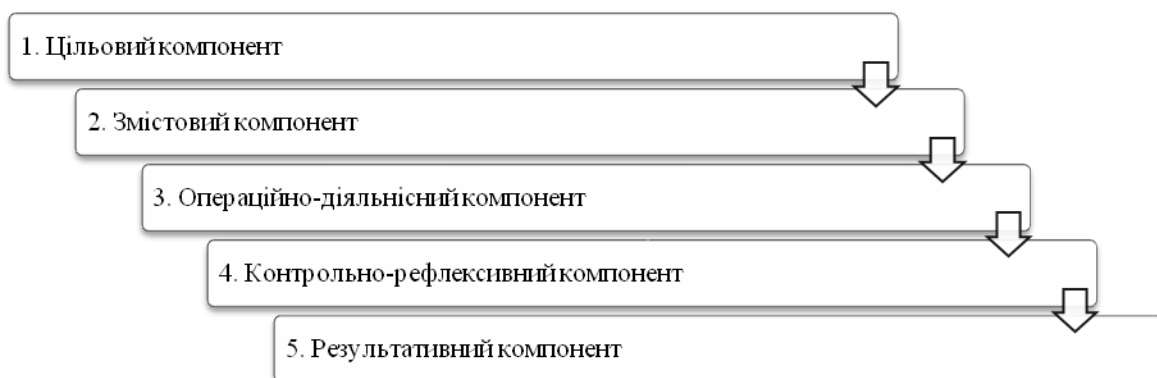 1. Цільовий компонент
2. Змістовий компонент
3. Операційно-діяльнісний компонент
4. Контрольно-рефлексивний компонент
5. Результативний компонент